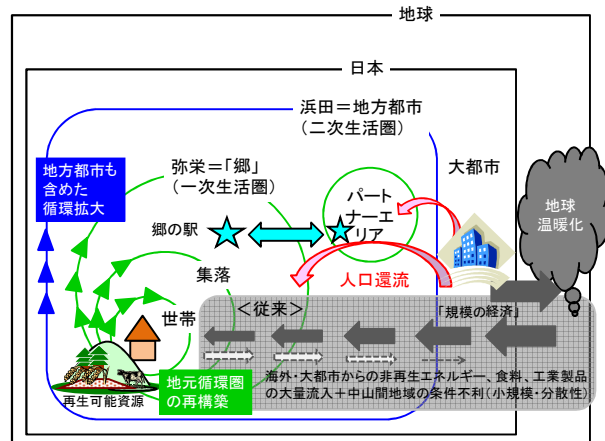 地球
日本
浜田＝地方都市
（二次生活圏）
地方都市も
含めた
循環拡大
弥栄＝「郷」
（一次生活圏）
大都市
パート
ナーエ
リア
地球
温暖化
郷の駅
人口還流
集落
＜従来＞
「規模の経済」
世帯
海外・大都市からの非再生エネルギー、食料、工業製品
の大量流入＋中山間地域の条件不利（小規模・分散性）
地元循環圏
の再構築
再生可能資源